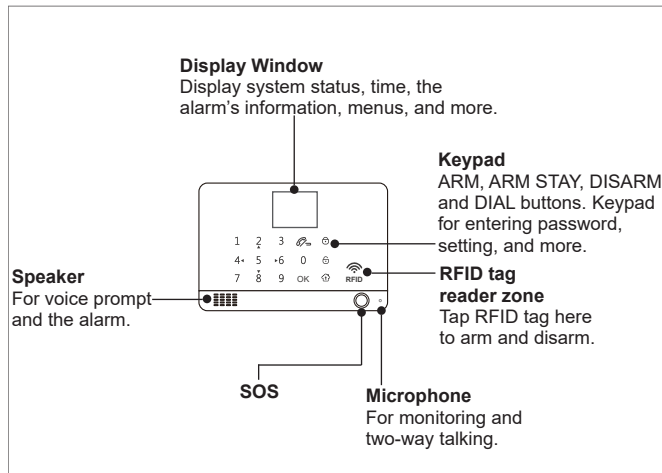 Display Window
Display system status, time, the
alarm's information, menus, and more.
Keypad
ARM, ARM STAY, DISARM
and DIAL buttons. Keypad
for entering password,
setting, and more.
1 2 3
4 5 6 0
7 8 9 OK
RFID
Speaker
For voice prompt
and the alarm.
RFID tag
reader zone
Tap RFID tag here
to arm and disarm.
SOS
Microphone
For monitoring and
two-way talking.